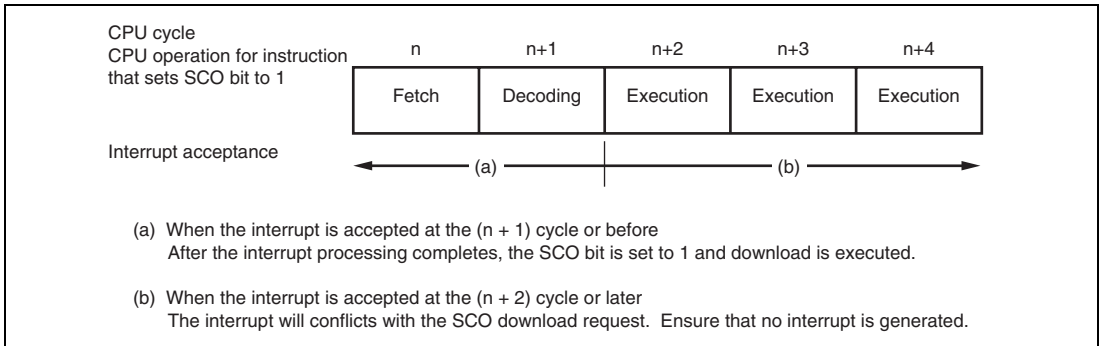 CPU cycle
CPU operation for instruction
that sets SCO bit to 1
n n+1 n+2 n+3 n+4
Fetch Decoding Execution Execution Execution
Interrupt acceptance
(a) (b)
(a) When the interrupt is accepted at the (n + 1) cycle or before
After the interrupt processing completes, the SCO bit is set to 1 and download is executed.
(b) When the interrupt is accepted at the (n + 2) cycle or later
The interrupt will conflicts with the SCO download request. Ensure that no interrupt is generated.